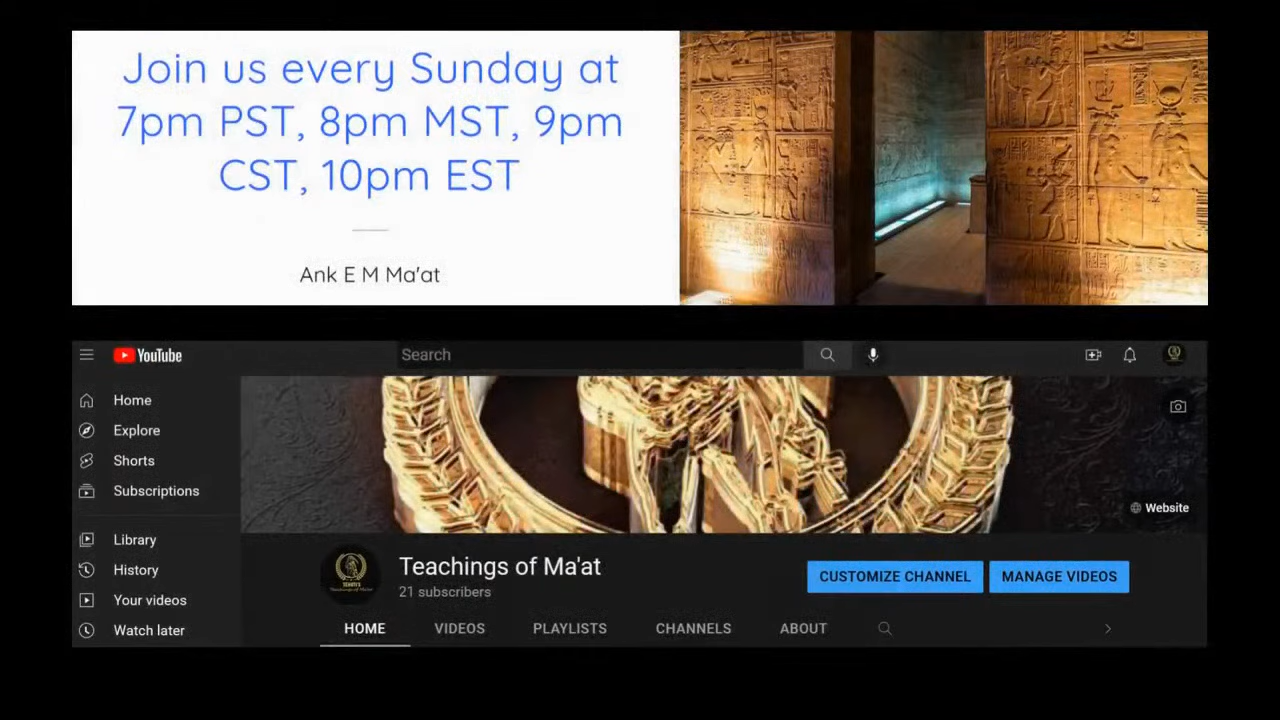 Join us every Sunday at
7pm PST, 8pm MST, 9pm
CST, 10pm EST
Ank E M Ma'at
YouTube
Search
Home
Explore
Shorts
Subscriptions
Website
Library
History
Your videos
Watch later
Teachings of Ma'at
21 subscribers
CUSTOMIZE CHANNEL
MANAGE VIDEOS
HOME VIDEOS PLAYLISTS CHANNELS ABOUT